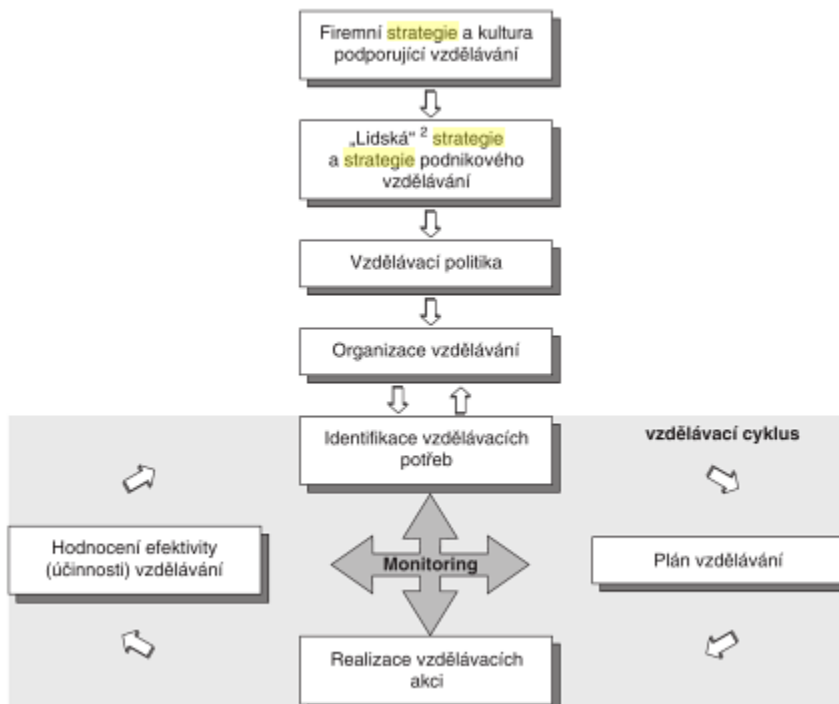 Firemní strategie a kultura
podporující vzdělávání
„Lidská“ ² strategie
a strategie podnikového
vzdělávání
Vzdělávací politika
Organizace vzdělávání
Identifikace vzdělávacích
potřeb
vzdělávací cyklus
Hodnocení efektivity
(účinnosti) vzdělávání
Monitoring
Plán vzdělávání
Realizace vzdělávacích
akci